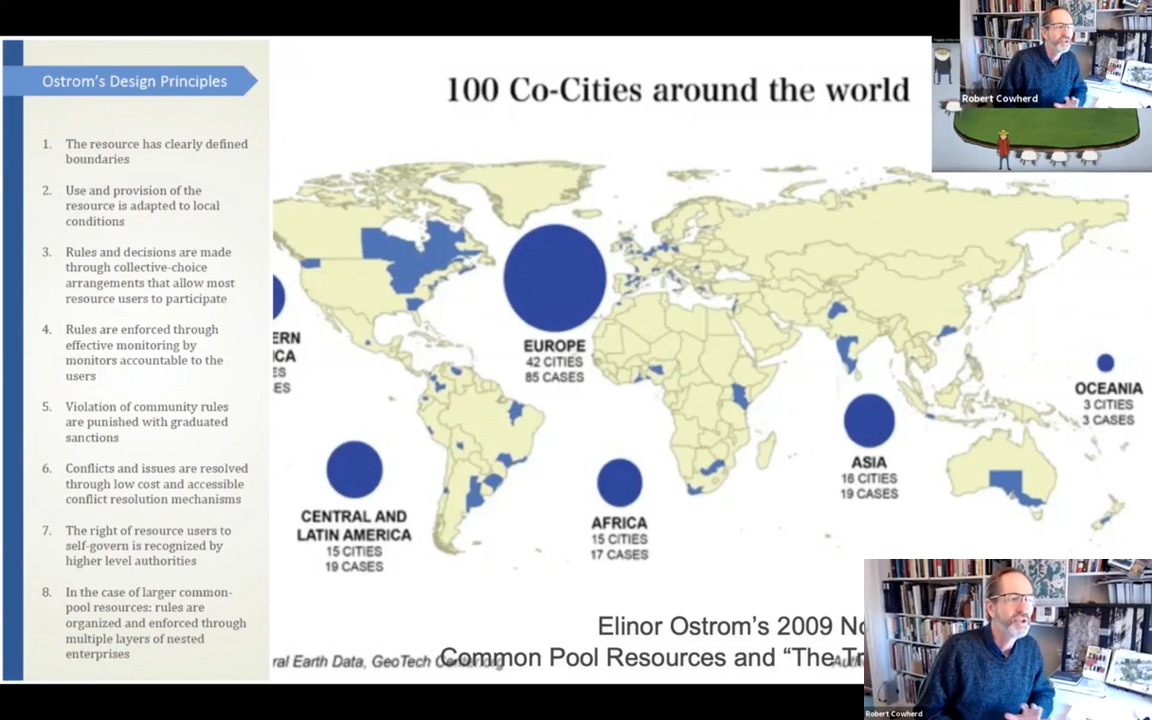 Ostrom's Design Principles
1. The resource has clearly defined
boundaries
2. Use and provision of the
resource is adapted to local
conditions
3. Rules and decisions are made
through collective-choice
arrangements that allow most
resource users to participate
4. Rules are enforced through
effective monitoring by
monitors accountable to the
users
5. Violation of community rules
are punished with graduated
sanctions
6. Conflicts and issues are resolved
through low cost and accessible
conflict resolution mechanisms
7. The right of resource users to
self-govern is recognized by
higher level authorities
8. In the case of larger common-
pool resources: rules are
organized and enforced through
multiple layers of nested
enterprises
100 Co-Cities around the world
ERN
ICA
ES
ES
EUROPE
42 CITIES
85 CASES
CENTRAL AND
LATIN AMERICA
15 CITIES
19 CASES
AFRICA
15 CITIES
17 CASES
ASIA
16 CITIES
19 CASES
OCEANIA
3 CITIES
3 CASES
Elinor Ostrom's 2009 No
Common Pool Resources and "The Tr
ral Earth Data, GeoTech
Robert Cowherd
Robert Cowherd